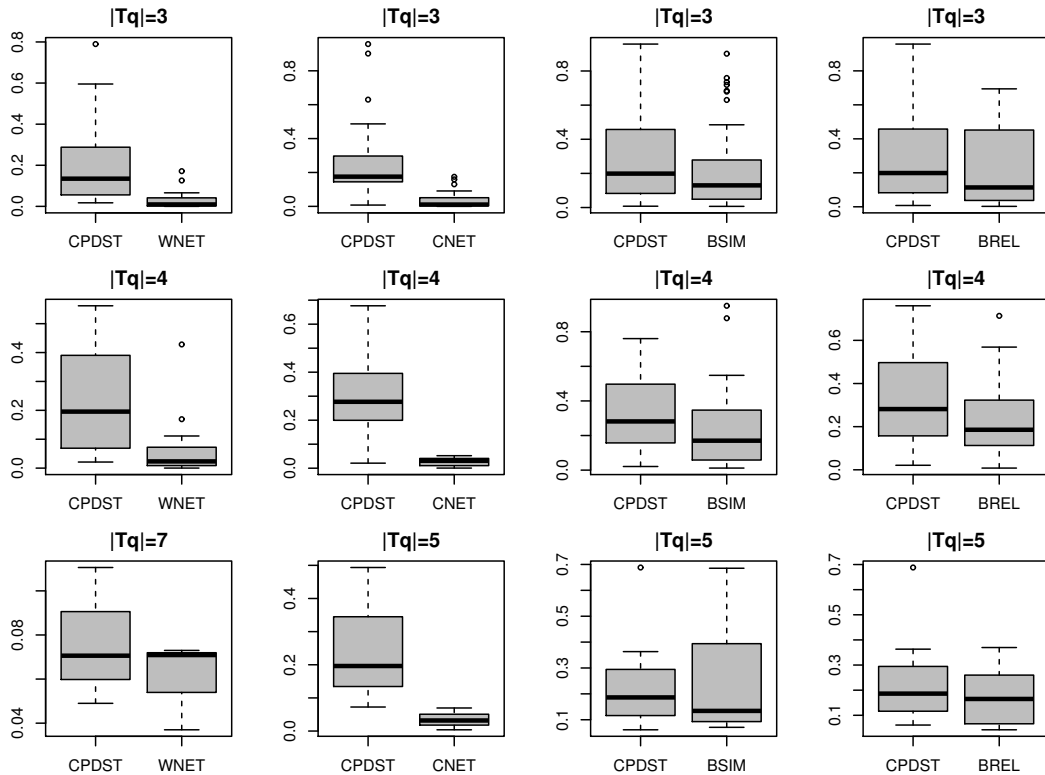 |Tq|=3
0.0 0.2 0.4 0.6 0.8
CPDST WNET
|Tq|=3
0.0 0.4 0.8
CPDST CNET
|Tq|=3
0.0 0.4 0.8
CPDST BSIM
|Tq|=3
0.0 0.4 0.8
CPDST BREL
|Tq|=4
0.0 0.2 0.4
CPDST WNET
|Tq|=4
0.0 0.2 0.4 0.6
CPDST CNET
|Tq|=4
0.0 0.4 0.8
CPDST BSIM
|Tq|=4
0.0 0.2 0.4 0.6
CPDST BREL
|Tq|=7
0.04 0.08
CPDST WNET
|Tq|=5
0.0 0.2 0.4
CPDST CNET
|Tq|=5
0.1 0.3 0.5 0.7
CPDST BSIM
|Tq|=5
0.1 0.3 0.5 0.7
CPDST BREL